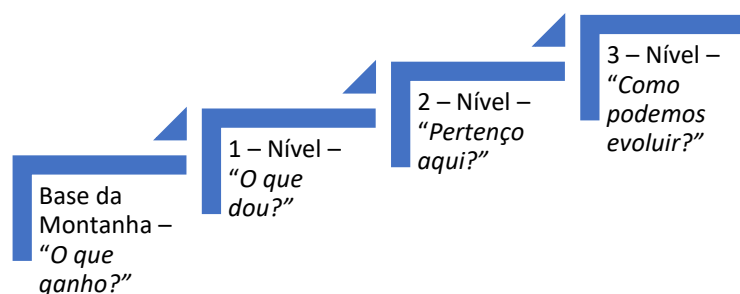 Base da
Montanha –
“O que
ganho?”
1 – Nível –
“O que
dou?”
2 – Nível –
“Pertenço
aqui?”
3 – Nível –
“Como
podemos
evoluir?”